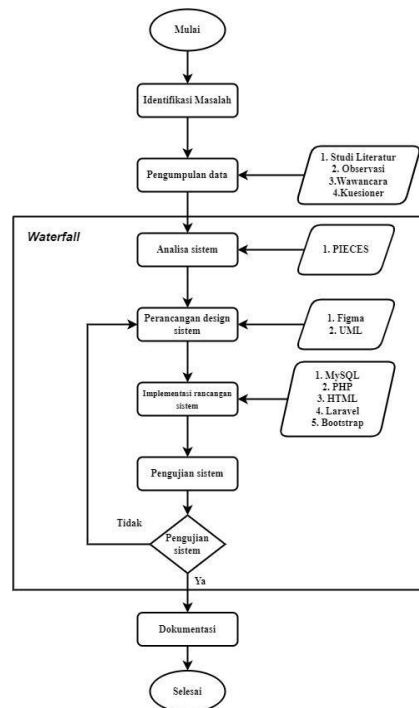 Mulai
Identifikasi Masalah
Pengumpulan data
1. Studi Literatur
2. Observasi
3.Wawancara
4.Kuesioner
Waterfall
Analisa sistem
1. PIECES
Perancangan design
sistem
1. Figma
2. UML
Implementasi rancangan
sistem
1. MySQL
2. PHP
3. HTML
4. Laravel
5. Bootstrap
Pengujian sistem
Tidak
Pengujian
sistem
Ya
Dokumentasi
Selesai